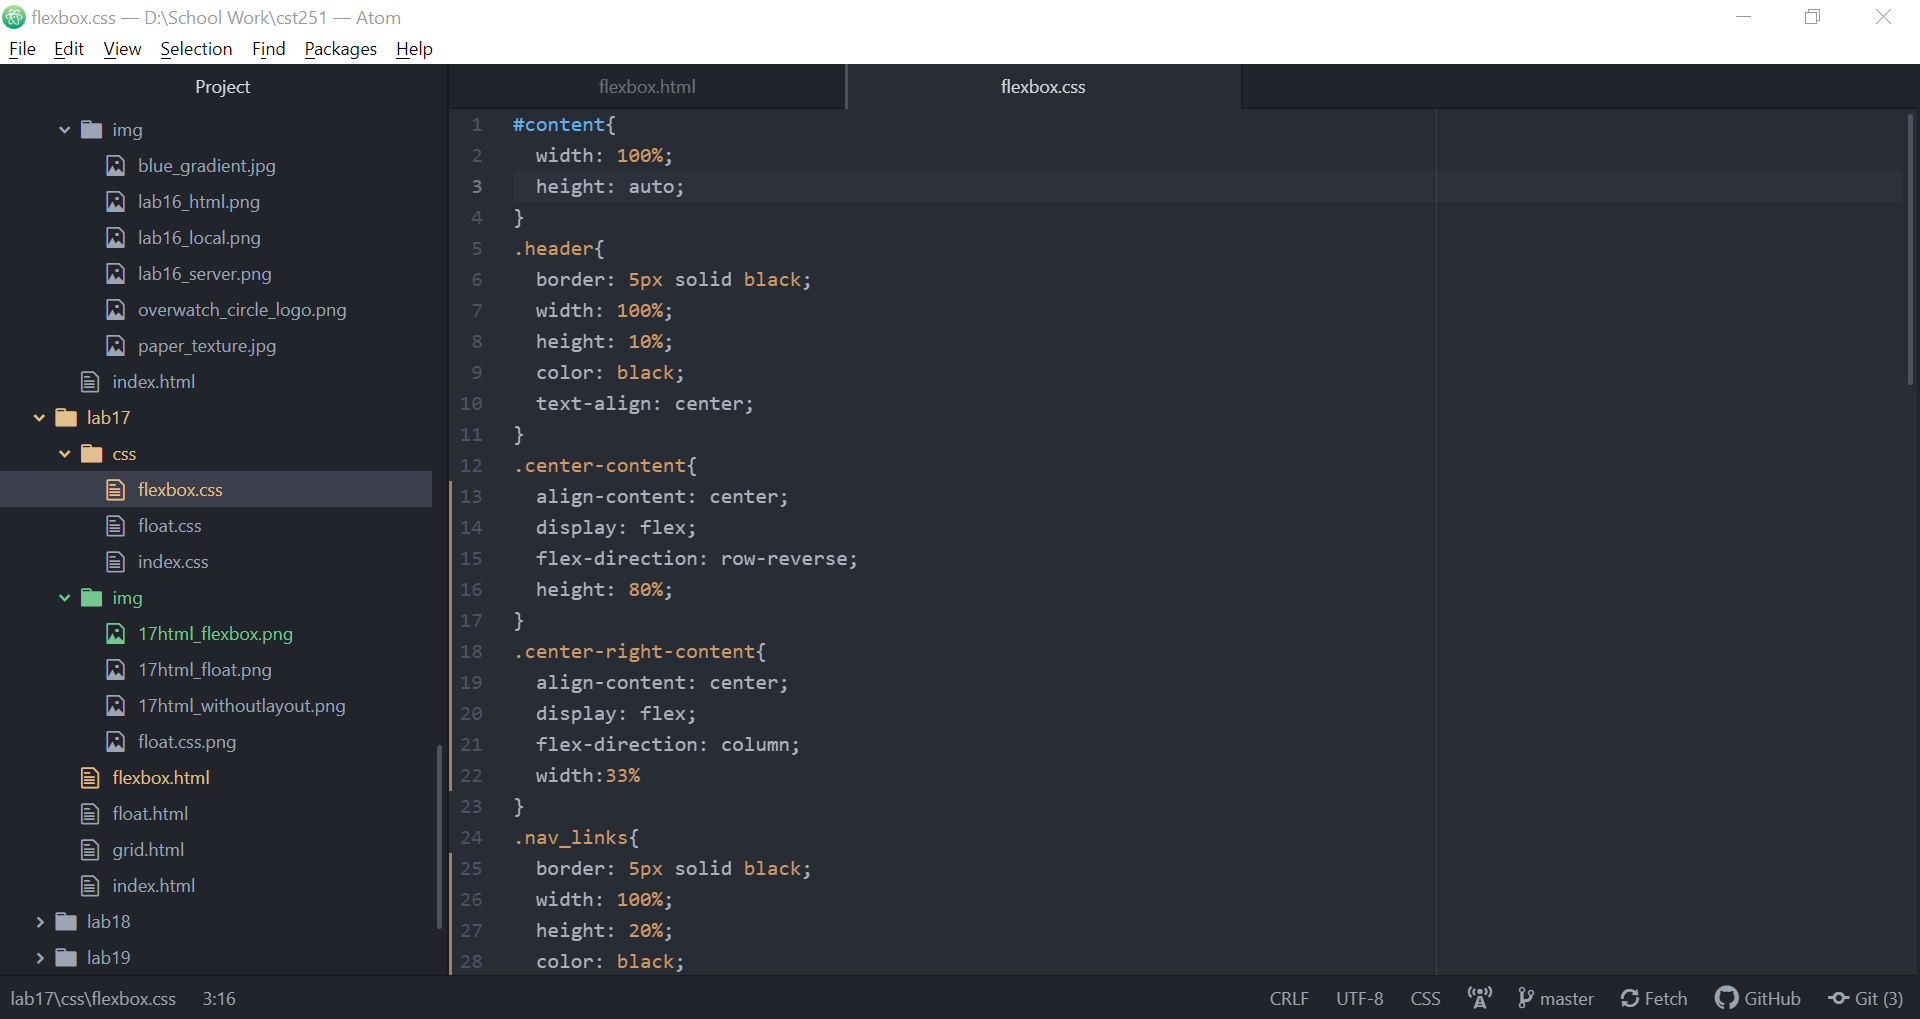 flexbox.css — D:\School Work\cst251 — Atom
File Edit View Selection Find Packages Help
Project
img
blue_gradient.jpg
lab16_html.png
lab16_local.png
lab16_server.png
overwatch_circle_logo.png
paper_texture.jpg
index.html
lab17
css
flexbox.css
float.css
index.css
img
17html_flexbox.png
17html_float.png
17html_withoutlayout.png
float.css.png
flexbox.html
float.html
grid.html
index.html
lab18
lab19
flexbox.html flexbox.css
1 #content{
2 width: 100%;
3 height: auto;
4 }
5 .header{
6 border: 5px solid black;
7 width: 100%;
8 height: 10%;
9 color: black;
10 text-align: center;
11 }
12 .center-content{
13 align-content: center;
14 display: flex;
15 flex-direction: row-reverse;
16 height: 80%;
17 }
18 .center-right-content{
19 align-content: center;
20 display: flex;
21 flex-direction: column;
22 width:33%
23 }
24 .nav_links{
25 border: 5px solid black;
26 width: 100%;
27 height: 20%;
28 color: black;
lab17\css\flexbox.css 3:16 CRLF UTF-8 CSS master Fetch GitHub Git (3)